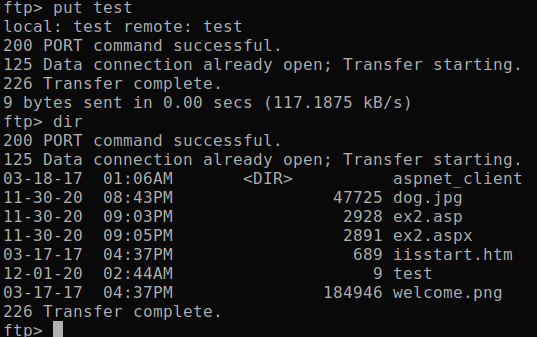 ftp> put test
local: test remote: test
200 PORT command successful.
125 Data connection already open; Transfer starting.
226 Transfer complete.
9 bytes sent in 0.00 secs (117.1875 kB/s)
ftp> dir
200 PORT command successful.
125 Data connection already open; Transfer starting.
03-18-17  01:06AM       <DIR>          aspnet_client
11-30-20  08:43PM                47725 dog.jpg
11-30-20  09:03PM                 2928 ex2.asp
11-30-20  09:05PM                 2891 ex2.aspx
03-17-17  04:37PM                  689 iisstart.htm
12-01-20  02:44AM                    9 test
03-17-17  04:37PM               184946 welcome.png
226 Transfer complete.
ftp>